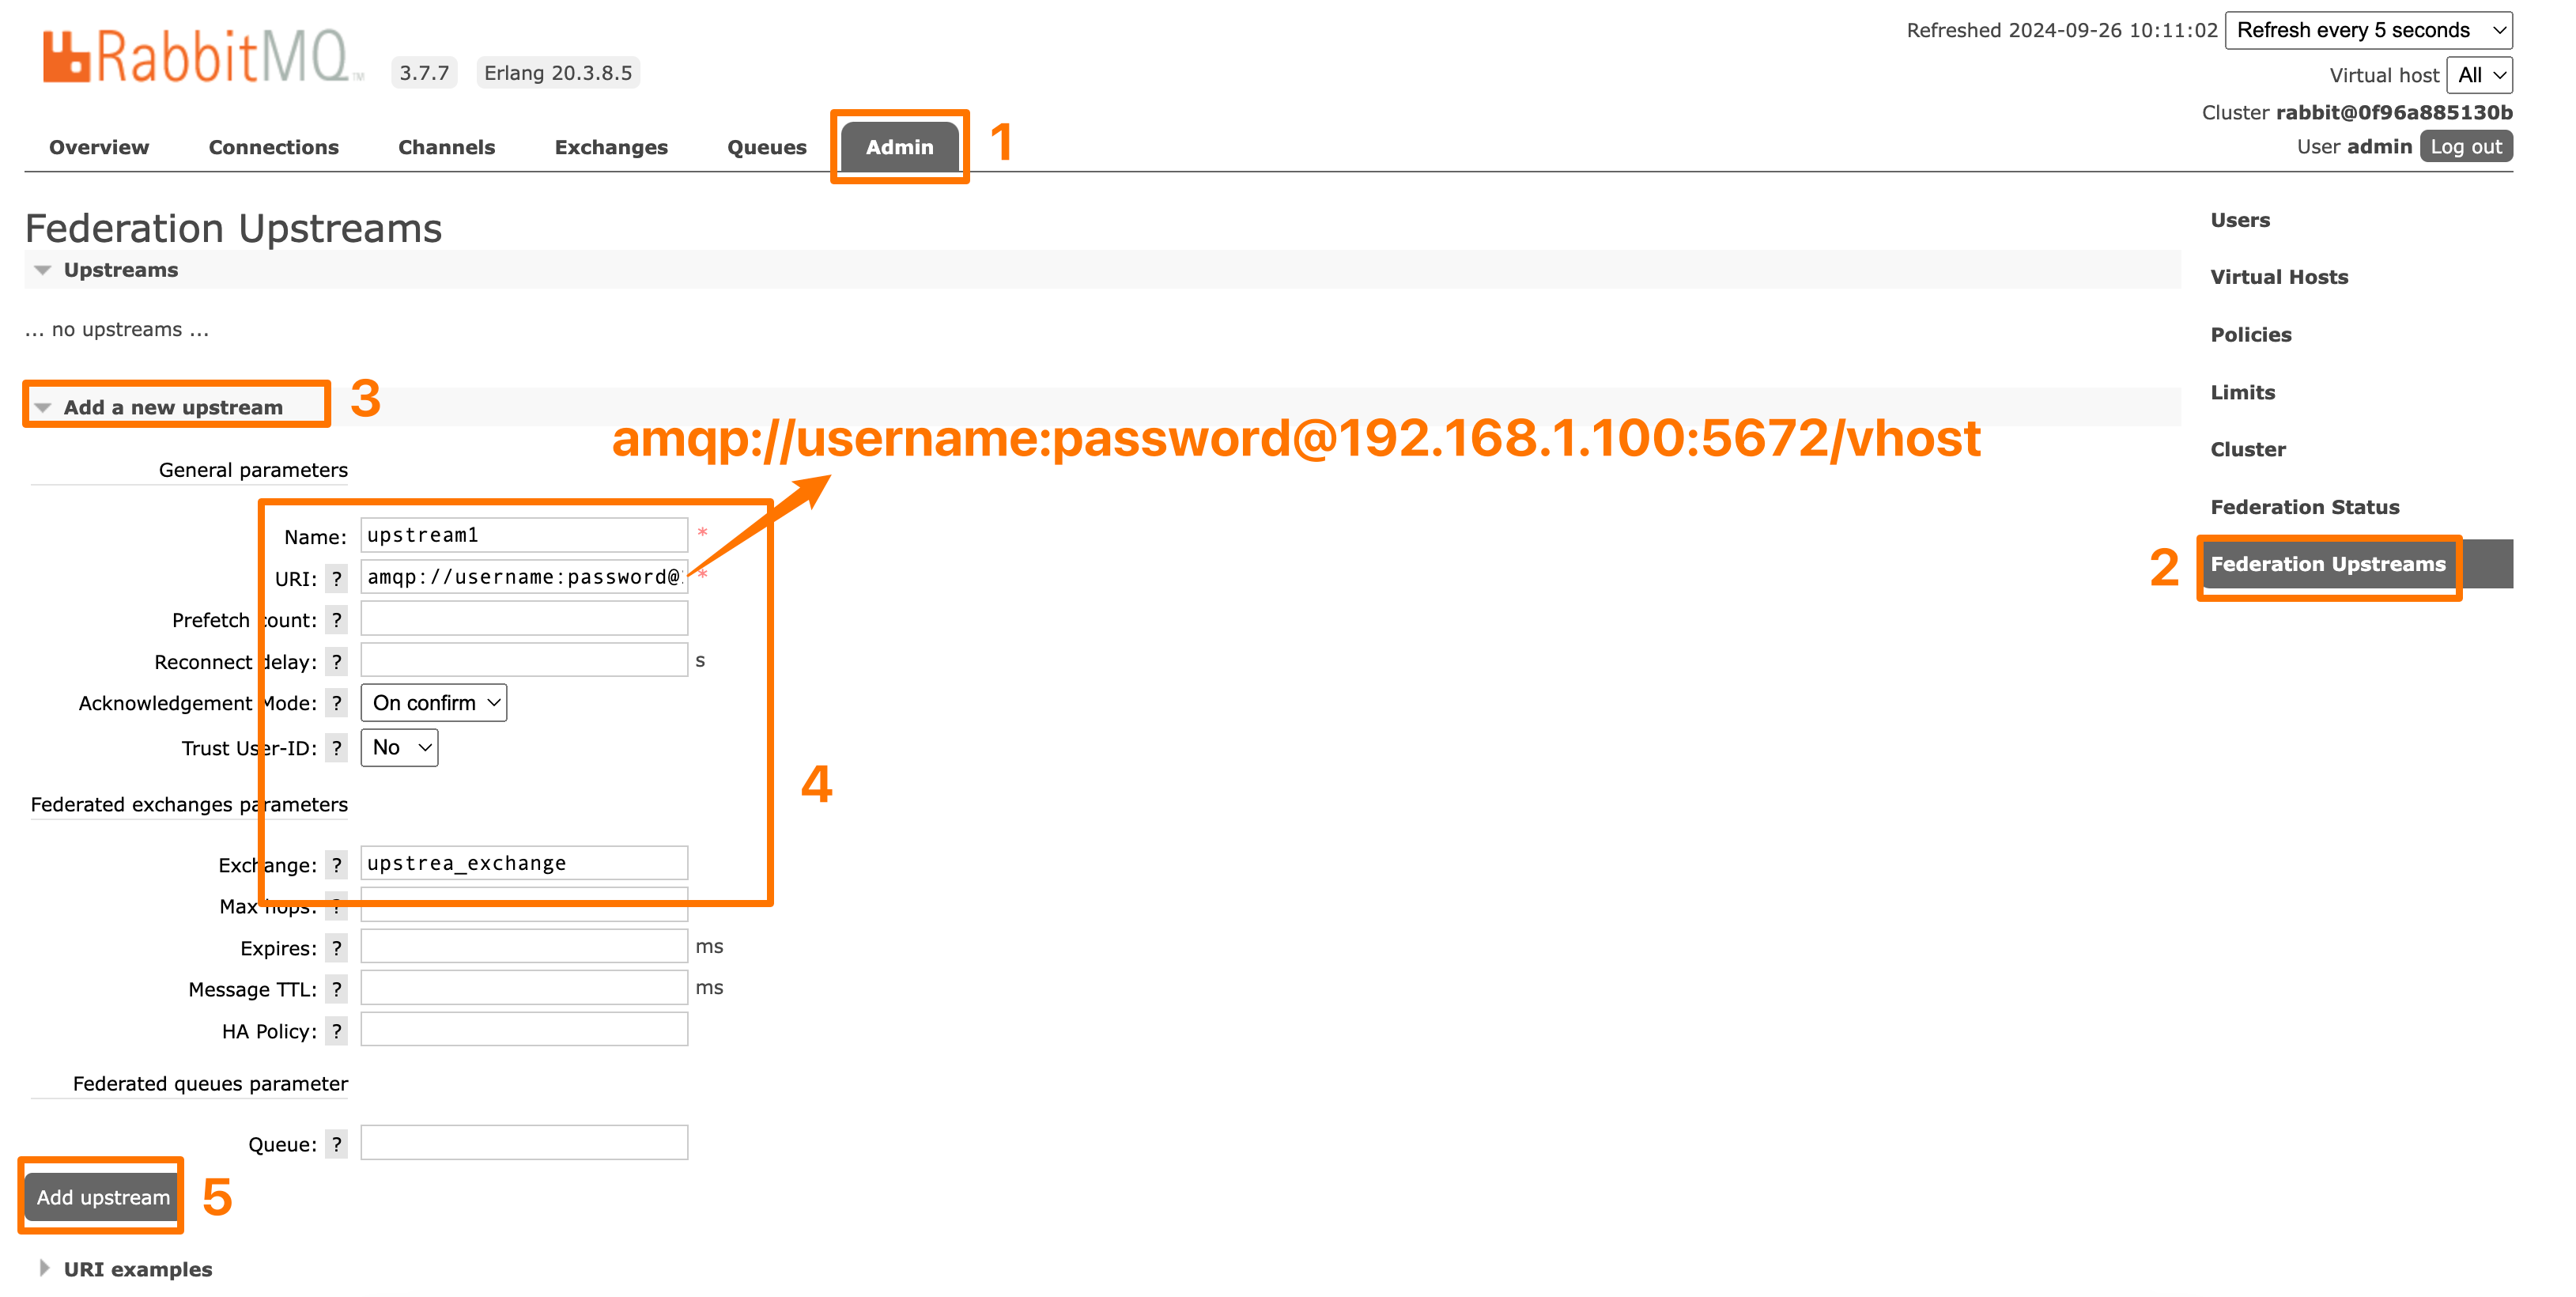 Refreshed 2024-09-26 10:11:02 Refresh every 5 seconds
RabbitMQ TM 3.7.7 Erlang 20.3.8.5
Virtual host All
Cluster rabbit@0f96a885130b
User admin Log out
Overview Connections Channels Exchanges Queues Admin 1
Federation Upstreams
Upstreams
... no upstreams ...
Add a new upstream 3
amqp://username:password@192.168.1.100:5672/vhost
General parameters
Name: upstream1 *
URI: ? amqp://username:password@ *
Prefetch count: ?
Reconnect delay: ? s
Acknowledgement Mode: ? On confirm
Trust User-ID: ? No
4
Federated exchanges parameters
Exchange: ? upstrea_exchange
Max hops: ?
Expires: ? ms
Message TTL: ? ms
HA Policy: ?
Federated queues parameter
Queue: ?
Add upstream 5
URI examples
Users
Virtual Hosts
Policies
Limits
Cluster
Federation Status
2 Federation Upstreams